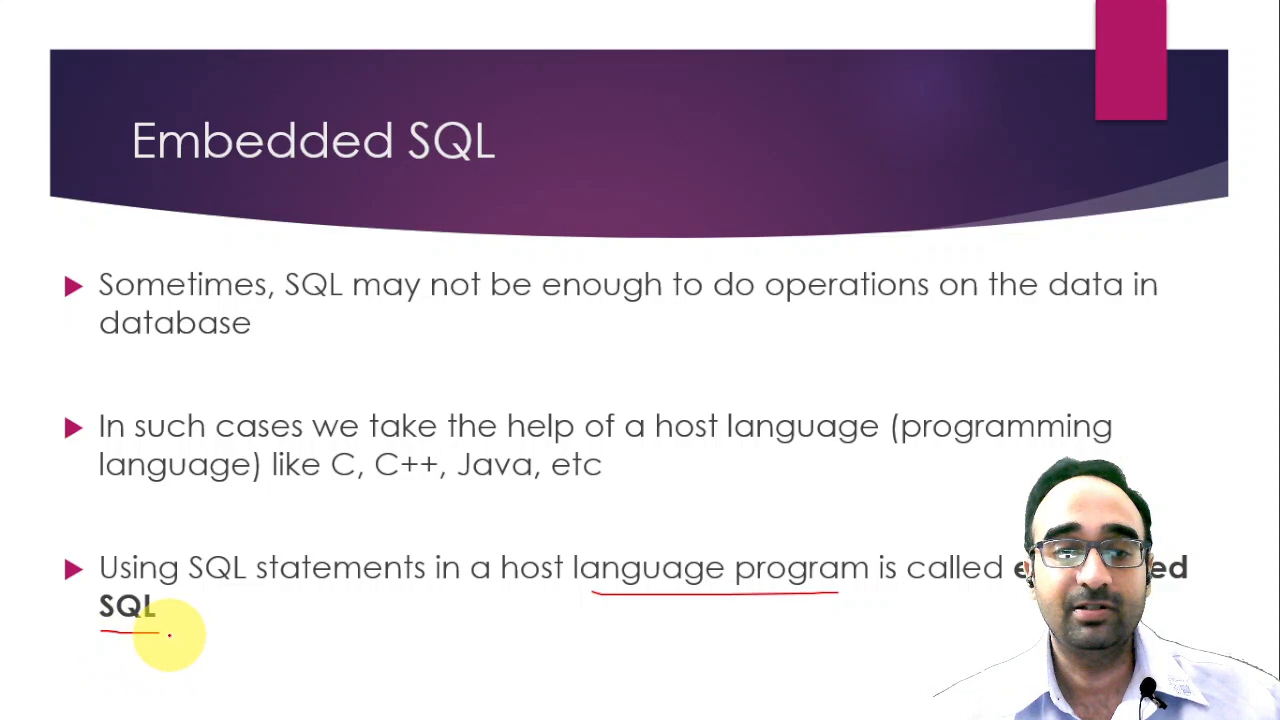 Embedded SQL
Sometimes, SQL may not be enough to do operations on the data in
database
In such cases we take the help of a host language (programming
language) like C, C++, Java, etc
Using SQL statements in a host language program is called
SQL